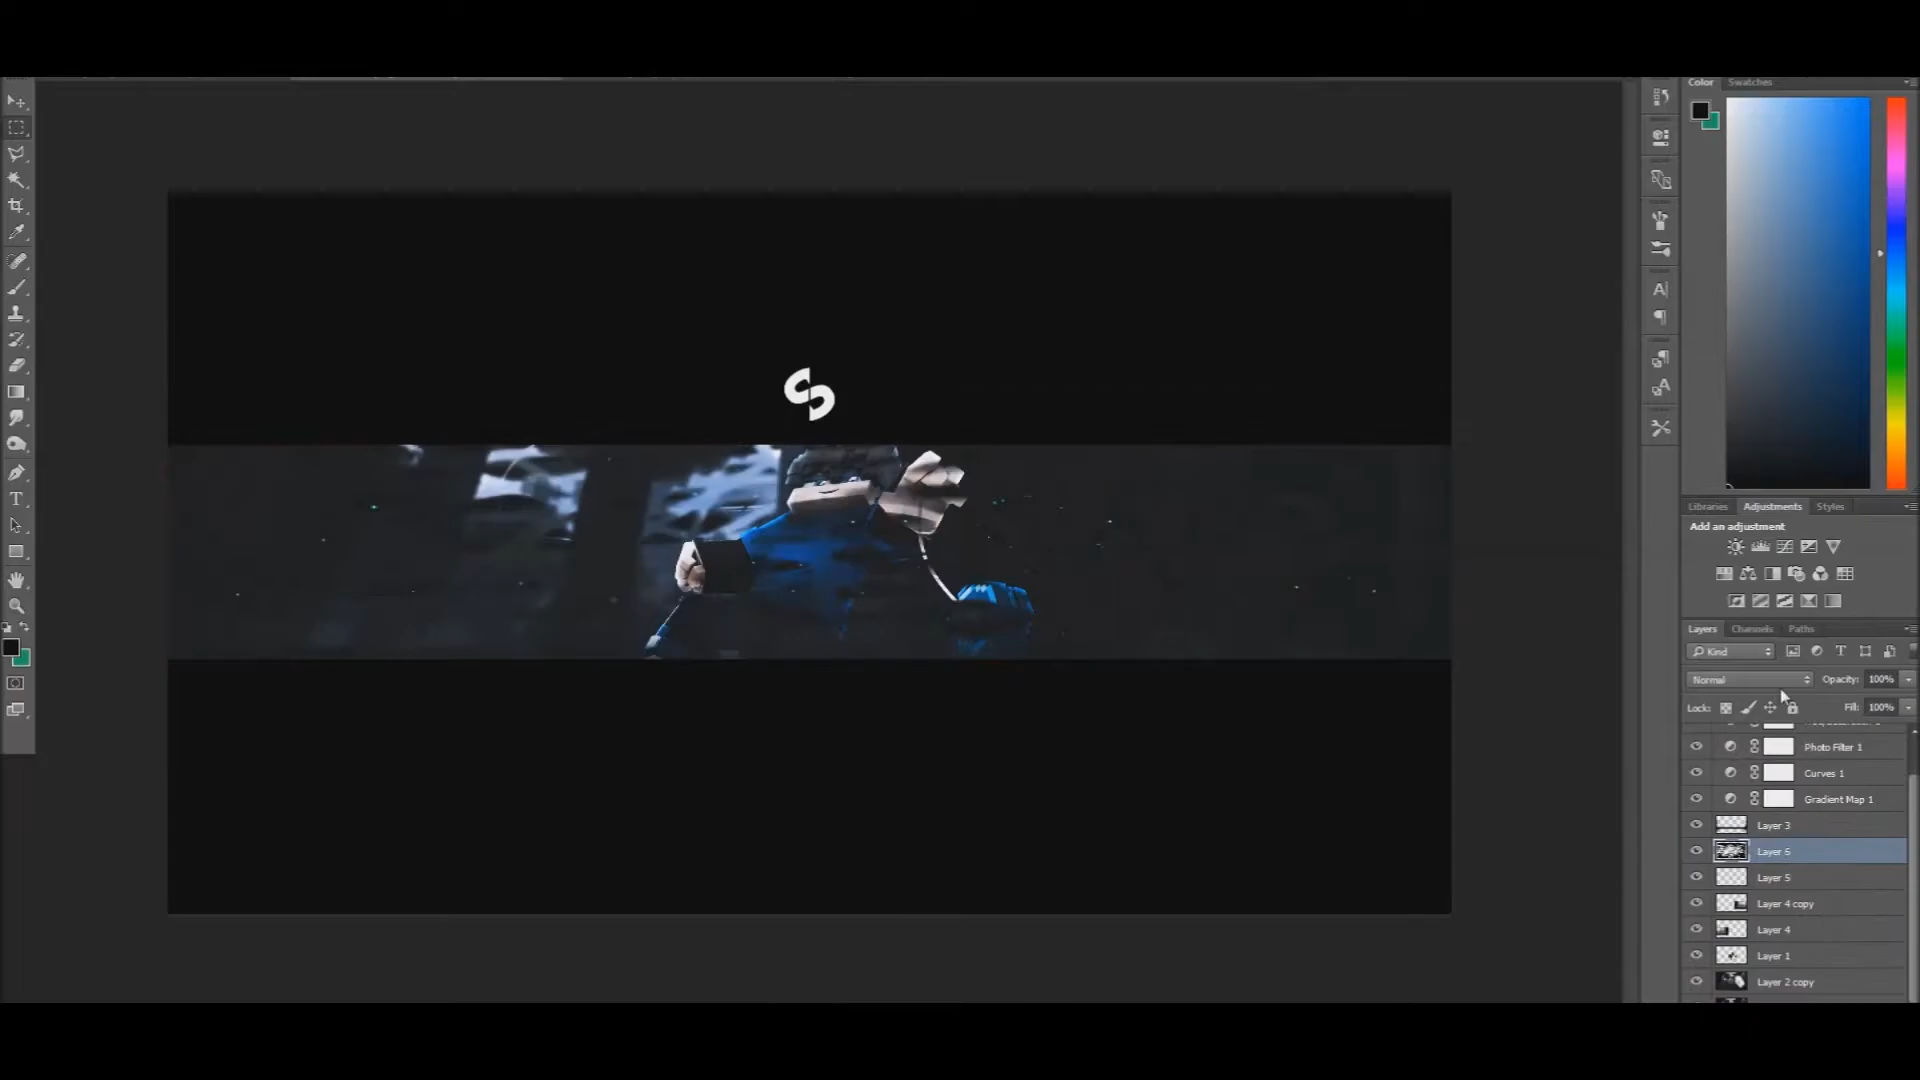 Color Swatches
Libraries Adjustments Styles
Add an adjustment
Layers Channels Paths
Kind
Normal Opacity: 100%
Lock: Fill: 100%
Photo Filter 1
Curves 1
Gradient Map 1
Layer 3
Layer 6
Layer 5
Layer 4 copy
Layer 4
Layer 1
Layer 2 copy